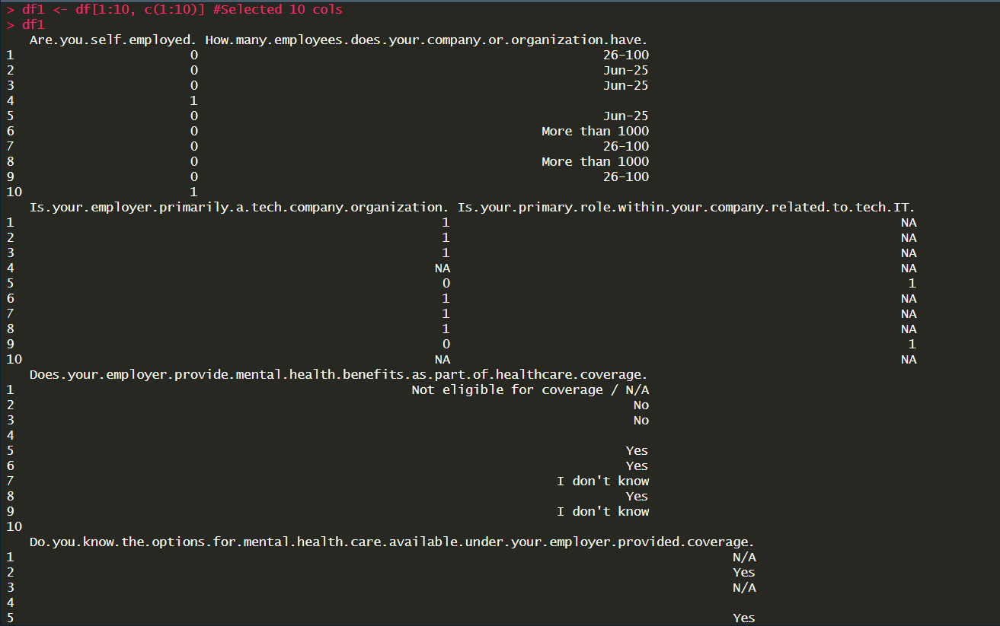 > df1 <- df[1:10, c(1:10)] #Selected 10 cols
> df1
Are.you.self.employed. How.many.employees.does.your.company.or.organization.have.
1 0 26-100
2 0 Jun-25
3 0 Jun-25
4 1
5 0 Jun-25
6 0 More than 1000
7 0 26-100
8 0 More than 1000
9 0 26-100
10 1
Is.your.employer.primarily.a.tech.company.organization. Is.your.primary.role.within.your.company.related.to.tech.IT.
1 1 NA
2 1 NA
3 1 NA
4 NA NA
5 0 1
6 1 NA
7 1 NA
8 1 NA
9 0 1
10 NA NA
Does.your.employer.provide.mental.health.benefits.as.part.of.healthcare.coverage.
1 Not eligible for coverage / N/A
2 No
3 No
4
5 Yes
6 Yes
7 I don't know
8 Yes
9 I don't know
10
Do.you.know.the.options.for.mental.health.care.available.under.your.employer.provided.coverage.
1 N/A
2 Yes
3 N/A
4
5 Yes